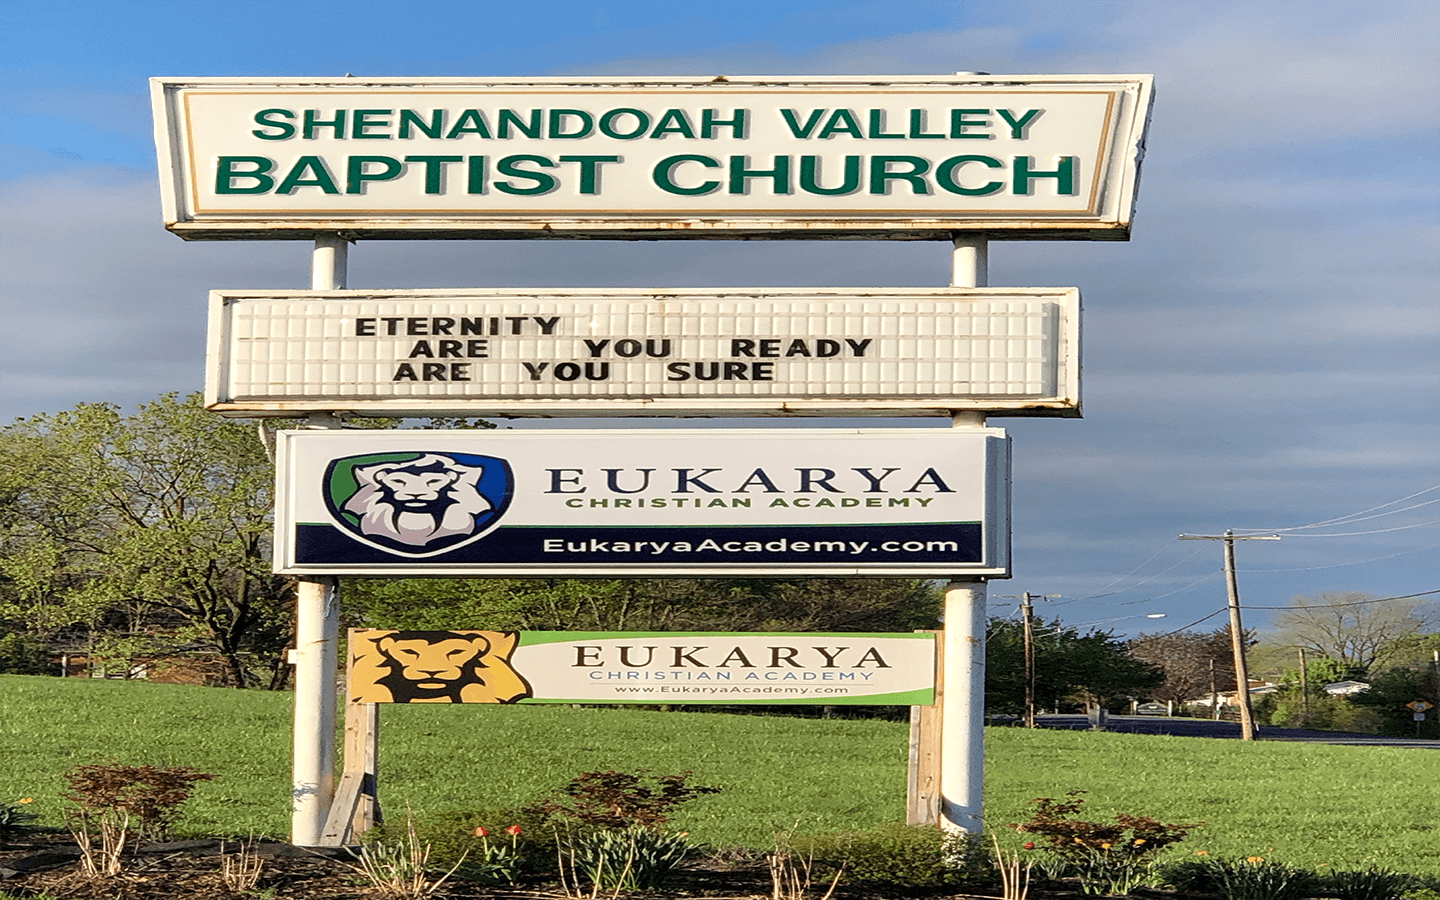 SHENANDOAH VALLEY
BAPTIST CHURCH
ETERNITY
ARE YOU READY
ARE YOU SURE
EUKARYA
CHRISTIAN ACADEMY
EukaryaAcademy.com
EUKARYA
CHRISTIAN ACADEMY
www.EukaryaAcademy.com